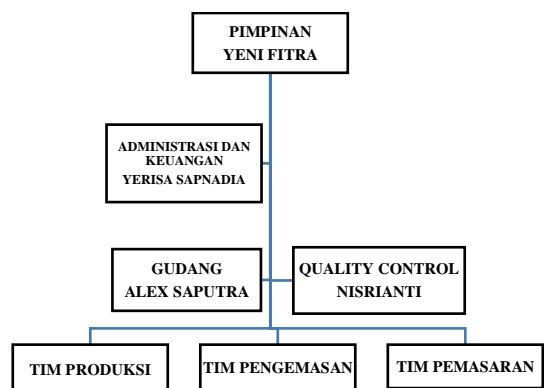 PIMPINAN
YENI FITRA
ADMINISTRASI DAN
KEUANGAN
YERISA SAPNADIA
GUDANG
ALEX SAPUTRA
QUALITY CONTROL
NISRIANTI
TIM PRODUKSI
TIM PENGEMASAN
TIM PEMASARAN